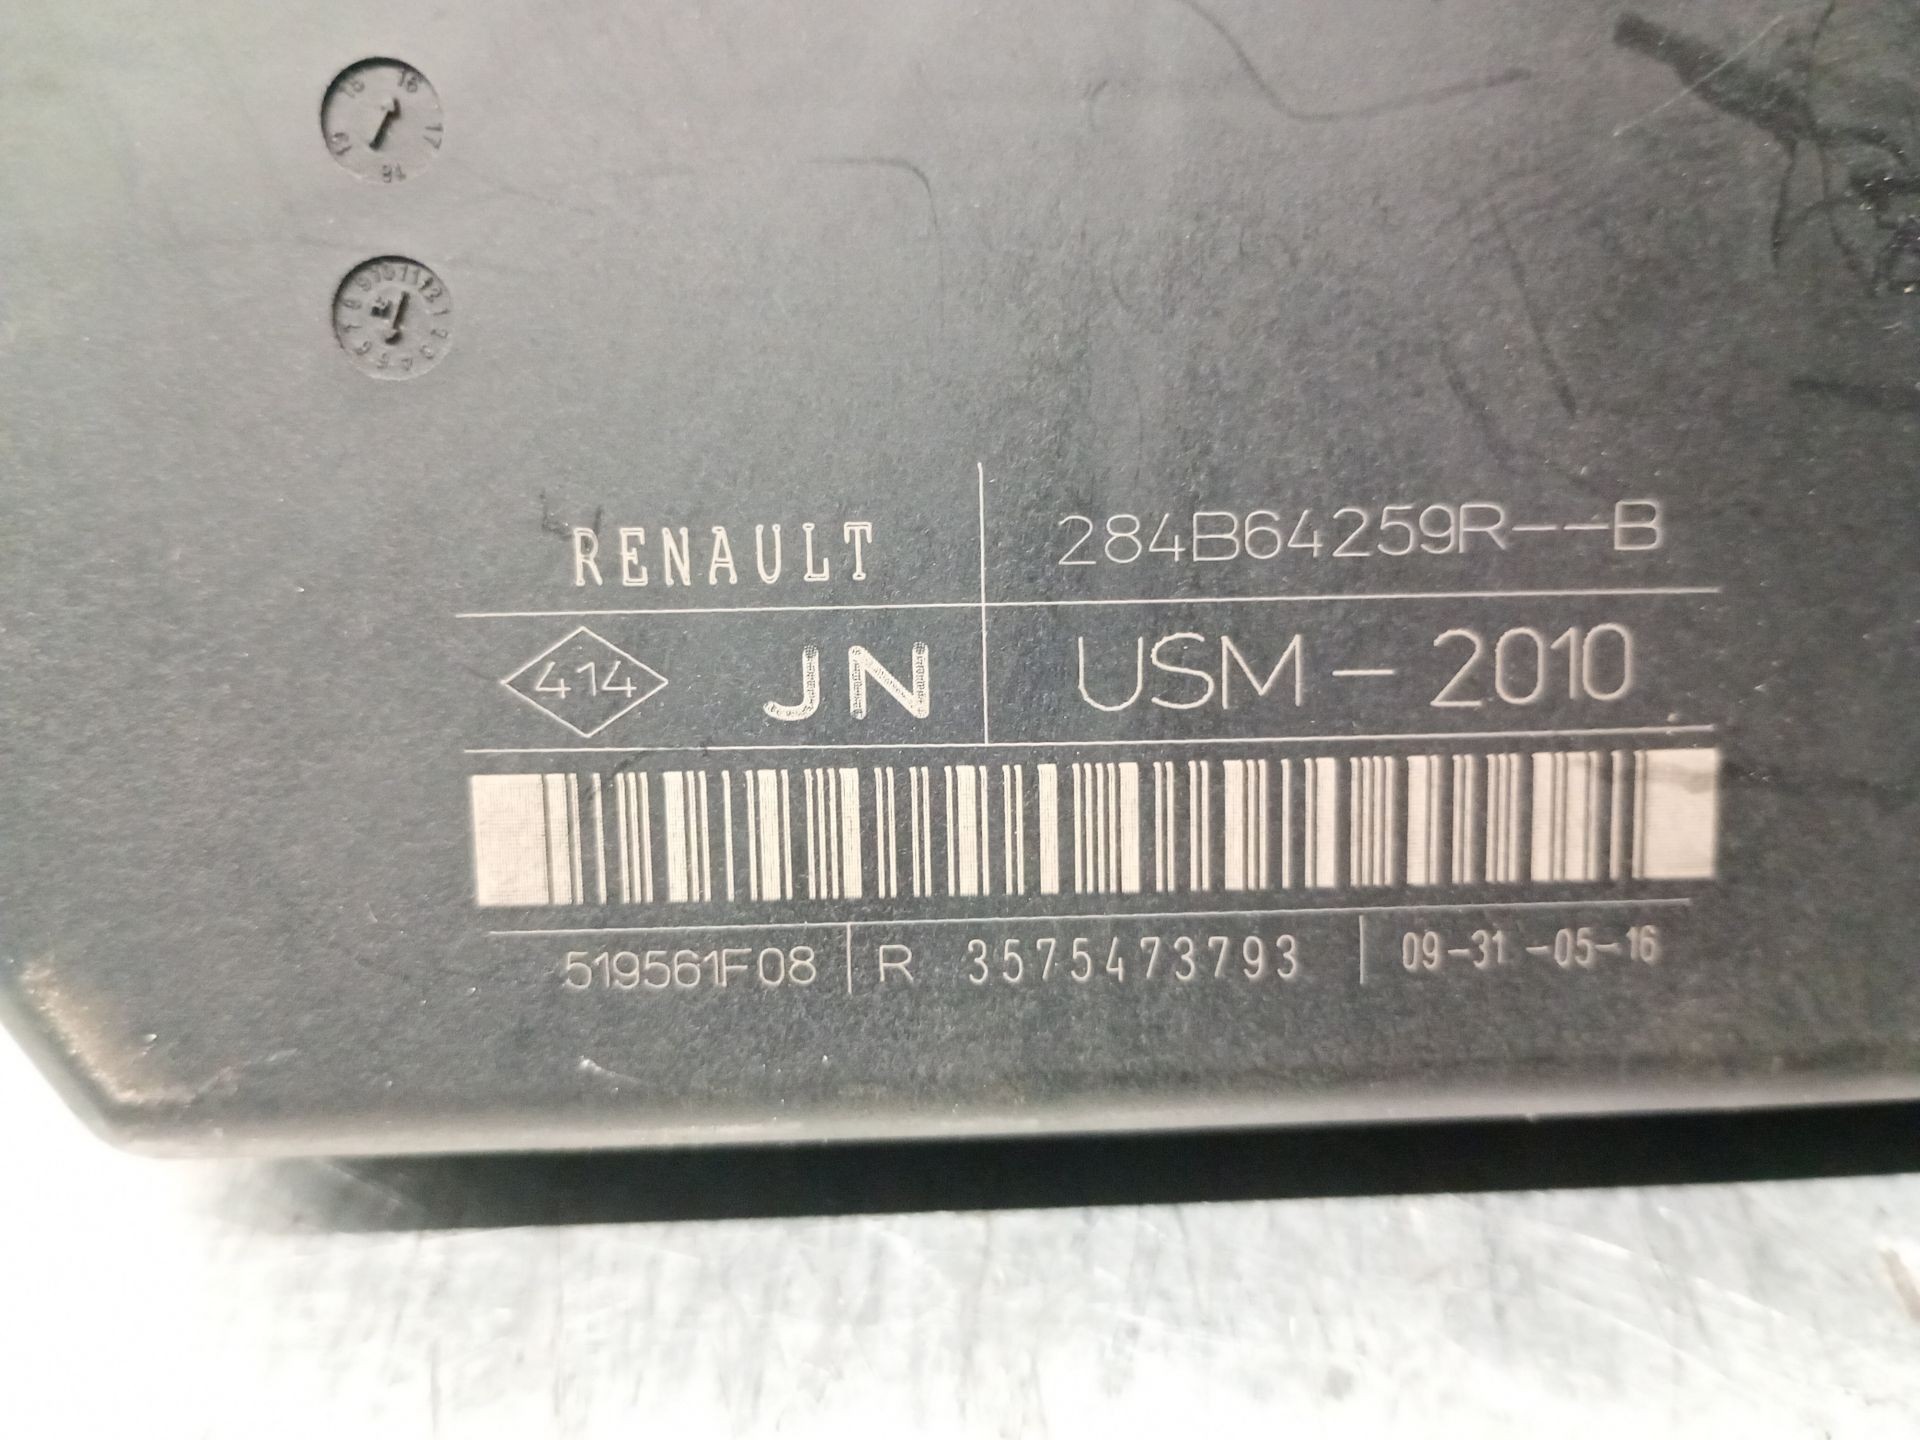 RENAULT 284B64259R--B
414 JN USM-2010
519561F08 R 3575473793 09-31-05-16